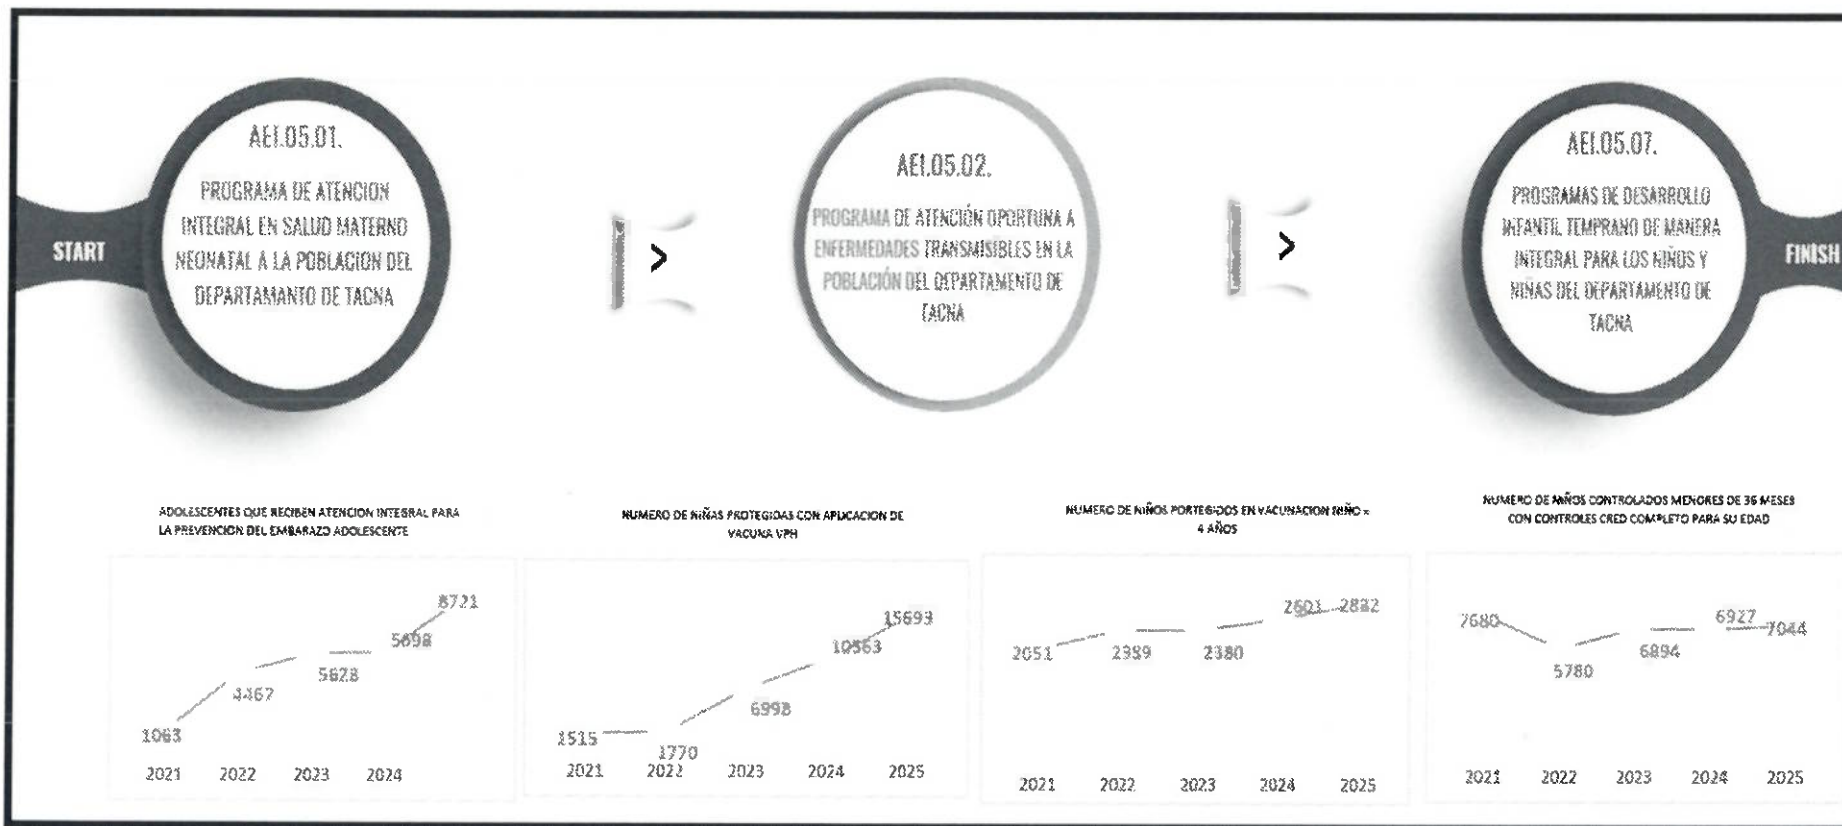 START
AEI.05.01.
PROGRAMA DE ATENCION
INTEGRAL EN SALUD MATERNO
NEONATAL A LA POBLACION DEL
DEPARTAMANTO DE TACNA
>
AEI.05.02.
PROGRAMA DE ATENCIÓN OPORTUNA A
ENFERMEDADES TRANSMISIBLES EN LA
POBLACIÓN DEL DEPARTAMENTO DE
TACNA
>
AEI.05.07.
PROGRAMAS DE DESARROLLO
INFANTIL TEMPRANO DE MANERA
INTEGRAL PARA LOS NIÑOS Y
NIÑAS DEL DEPARTAMENTO DE
TACNA
FINISH
ADOLESCENTES QUE RECIBEN ATENCION INTEGRAL PARA
LA PREVENCION DEL EMBARAZO ADOLESCENTE
1063
4467
5628
5698
8721
2021 2022 2023 2024
NUMERO DE NIÑAS PROTEGIDAS CON APLICACION DE
VACUNA VPH
1515
1770
6998
10563
15693
2021 2022 2023 2024 2025
NUMERO DE NIÑOS PORTEGIDOS EN VACUNACION NIÑO =
4 AÑOS
2051
2389
2380
2601
2882
2021 2022 2023 2024 2025
NUMERO DE NIÑOS CONTROLADOS MENORES DE 36 MESES
CON CONTROLES CRED COMPLETO PARA SU EDAD
7680
5780
6894
6927
7044
2021 2022 2023 2024 2025